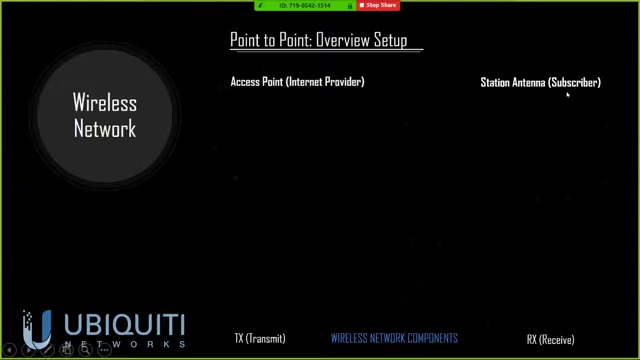 ID: 719-0542-1514
Stop Share
Point to Point: Overview Setup
Access Point (Internet Provider)
Station Antenna (Subscriber)
Wireless
Network
UBIQUITI
NETWORKS
TX (Transmit)
WIRELESS NETWORK COMPONENTS
RX (Receive)